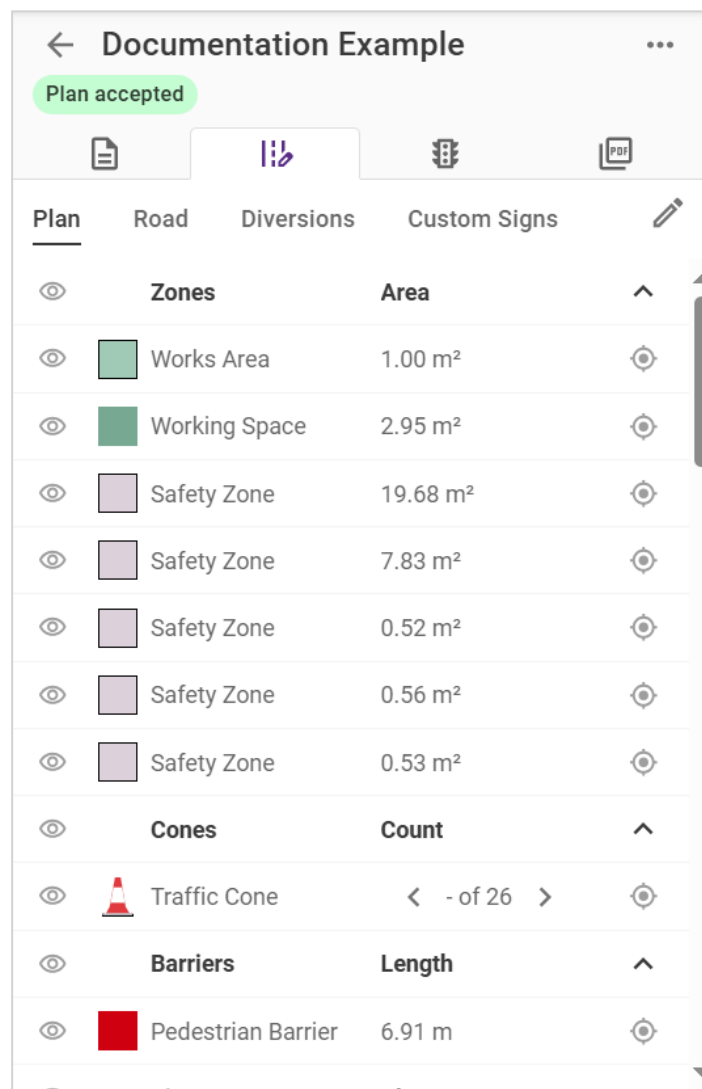 Documentation Example
Plan accepted
PDF
Plan Road Diversions Custom Signs
Zones Area
Works Area 1.00 m²
Working Space 2.95 m²
Safety Zone 19.68 m²
Safety Zone 7.83 m²
Safety Zone 0.52 m²
Safety Zone 0.56 m²
Safety Zone 0.53 m²
Cones Count
Traffic Cone - of 26
Barriers Length
Pedestrian Barrier 6.91 m